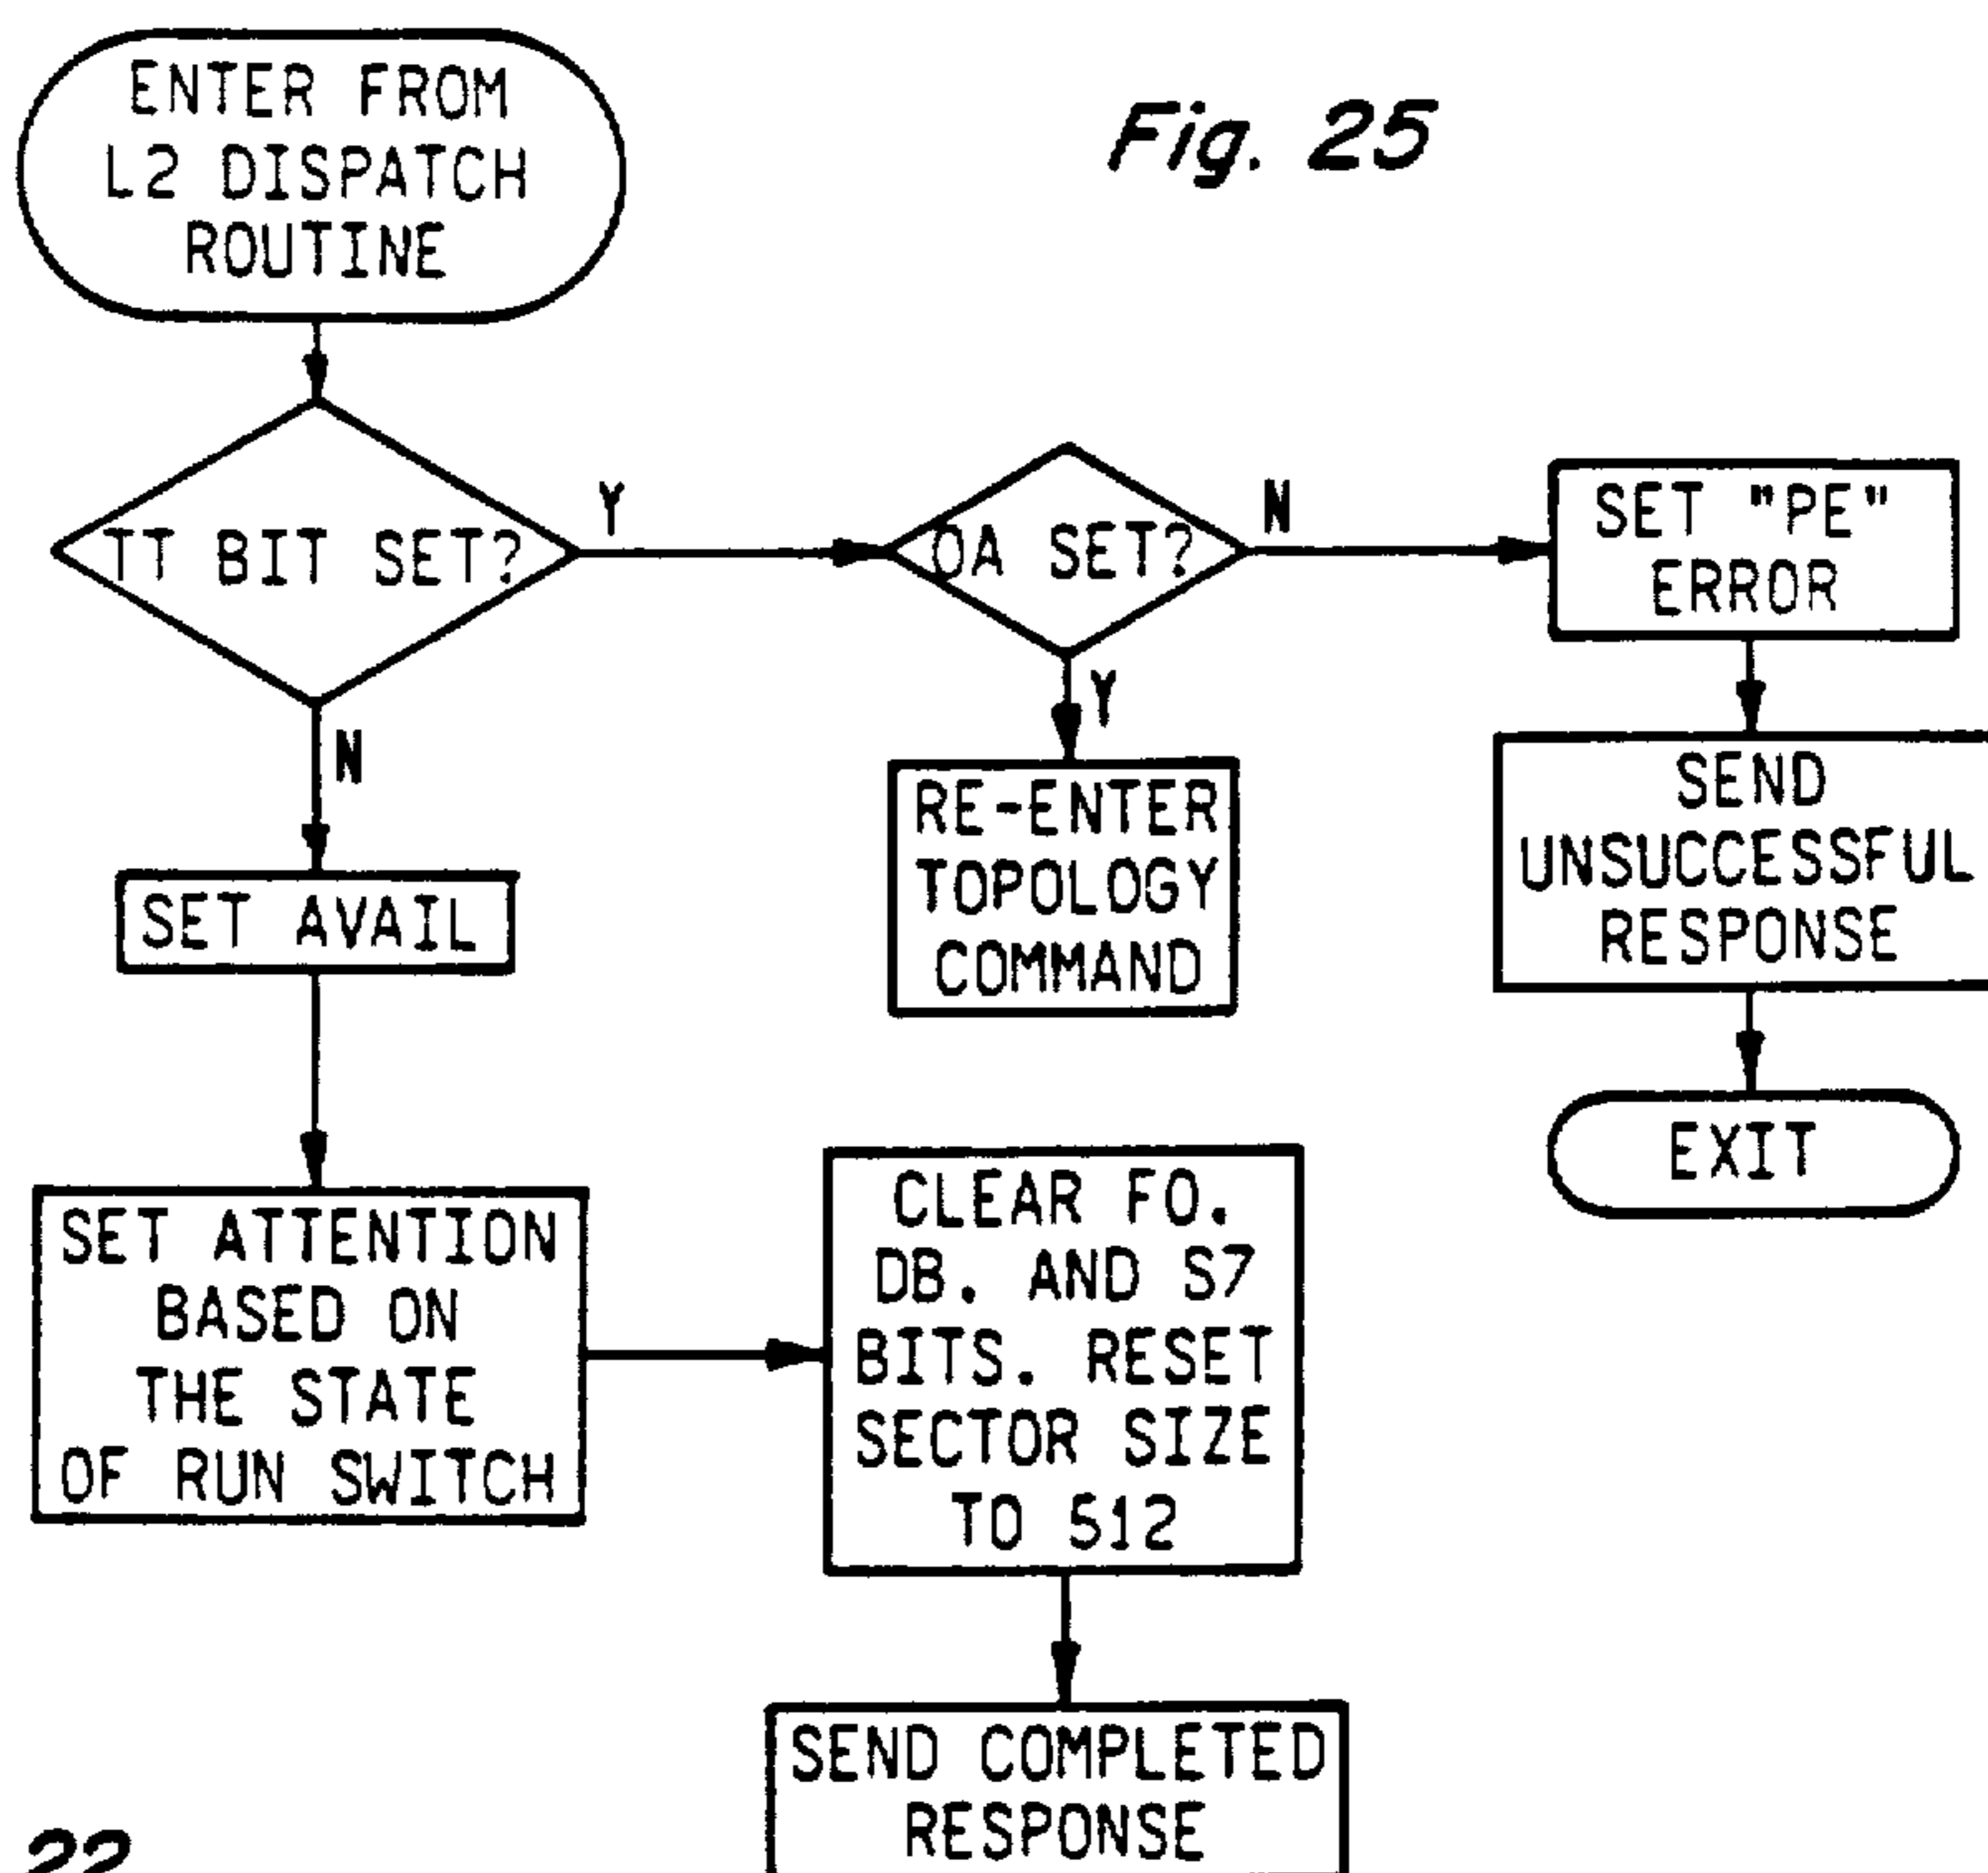 ENTER FROM
L2 DISPATCH
ROUTINE
Fig. 25
TT BIT SET?
Y
OA SET?
N
SET "PE"
ERROR
N
Y
SET AVAIL
RE-ENTER
TOPOLOGY
COMMAND
SEND
UNSUCCESSFUL
RESPONSE
EXIT
SET ATTENTION
BASED ON
THE STATE
OF RUN SWITCH
CLEAR FO.
DB. AND S7
BITS. RESET
SECTOR SIZE
TO 512
SEND COMPLETED
RESPONSE
22